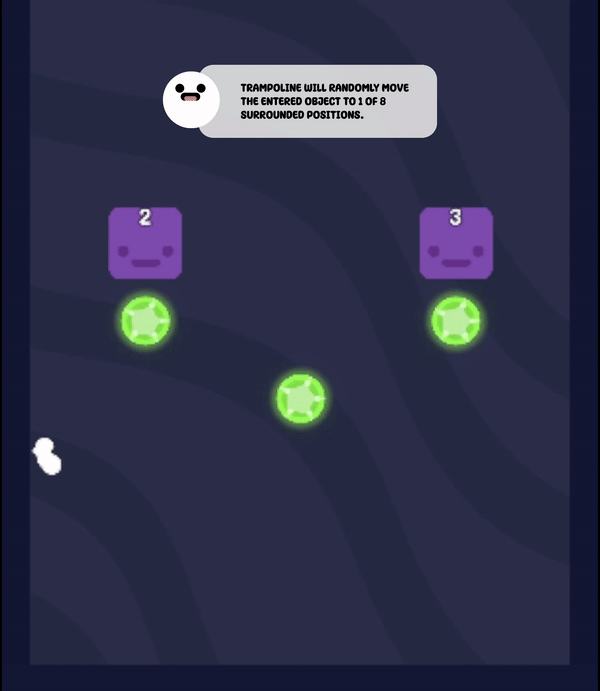 TRAMPOLINE WILL RANDOMLY MOVE
THE ENTERED OBJECT TO 1 OF 8
SURROUNDED POSITIONS.
2
3